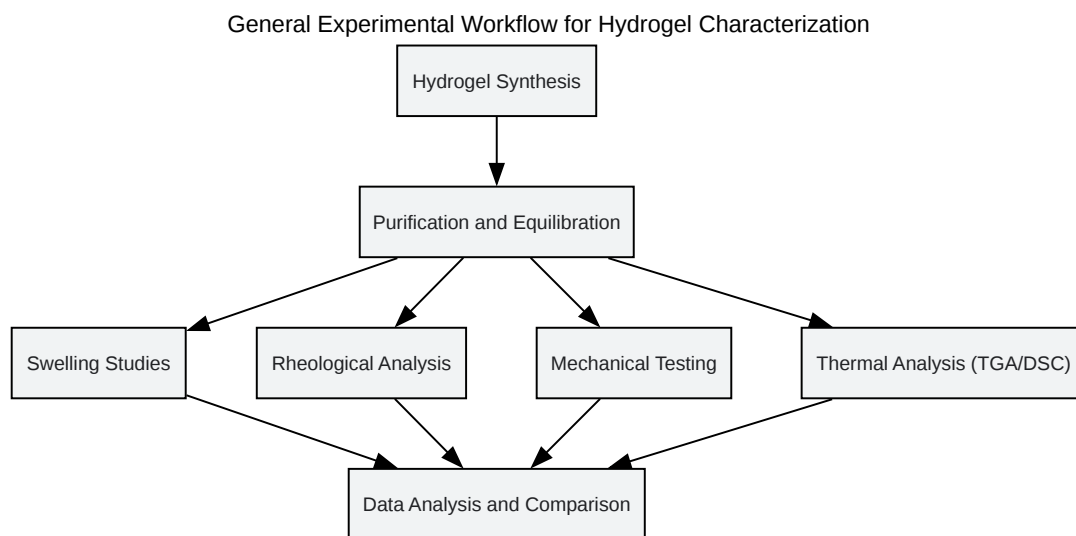 General Experimental Workflow for Hydrogel Characterization
Hydrogel Synthesis
Purification and Equilibration
Swelling Studies
Rheological Analysis
Mechanical Testing
Thermal Analysis (TGA/DSC)
Data Analysis and Comparison